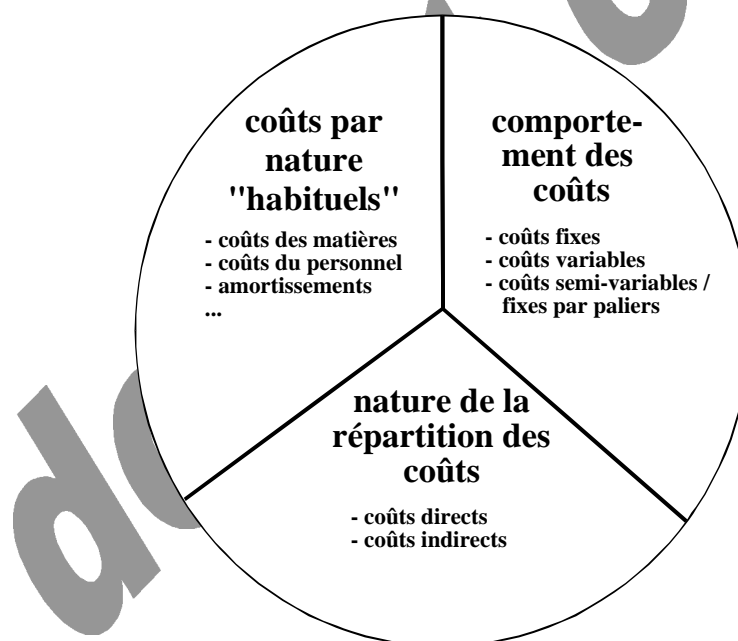 coûts par
nature
"habituels"
- coûts des matières
- coûts du personnel
- amortissements
...
comporte-
ment des
coûts
- coûts fixes
- coûts variables
- coûts semi-variables /
fixes par paliers
nature de la
répartition des
coûts
- coûts directs
- coûts indirects